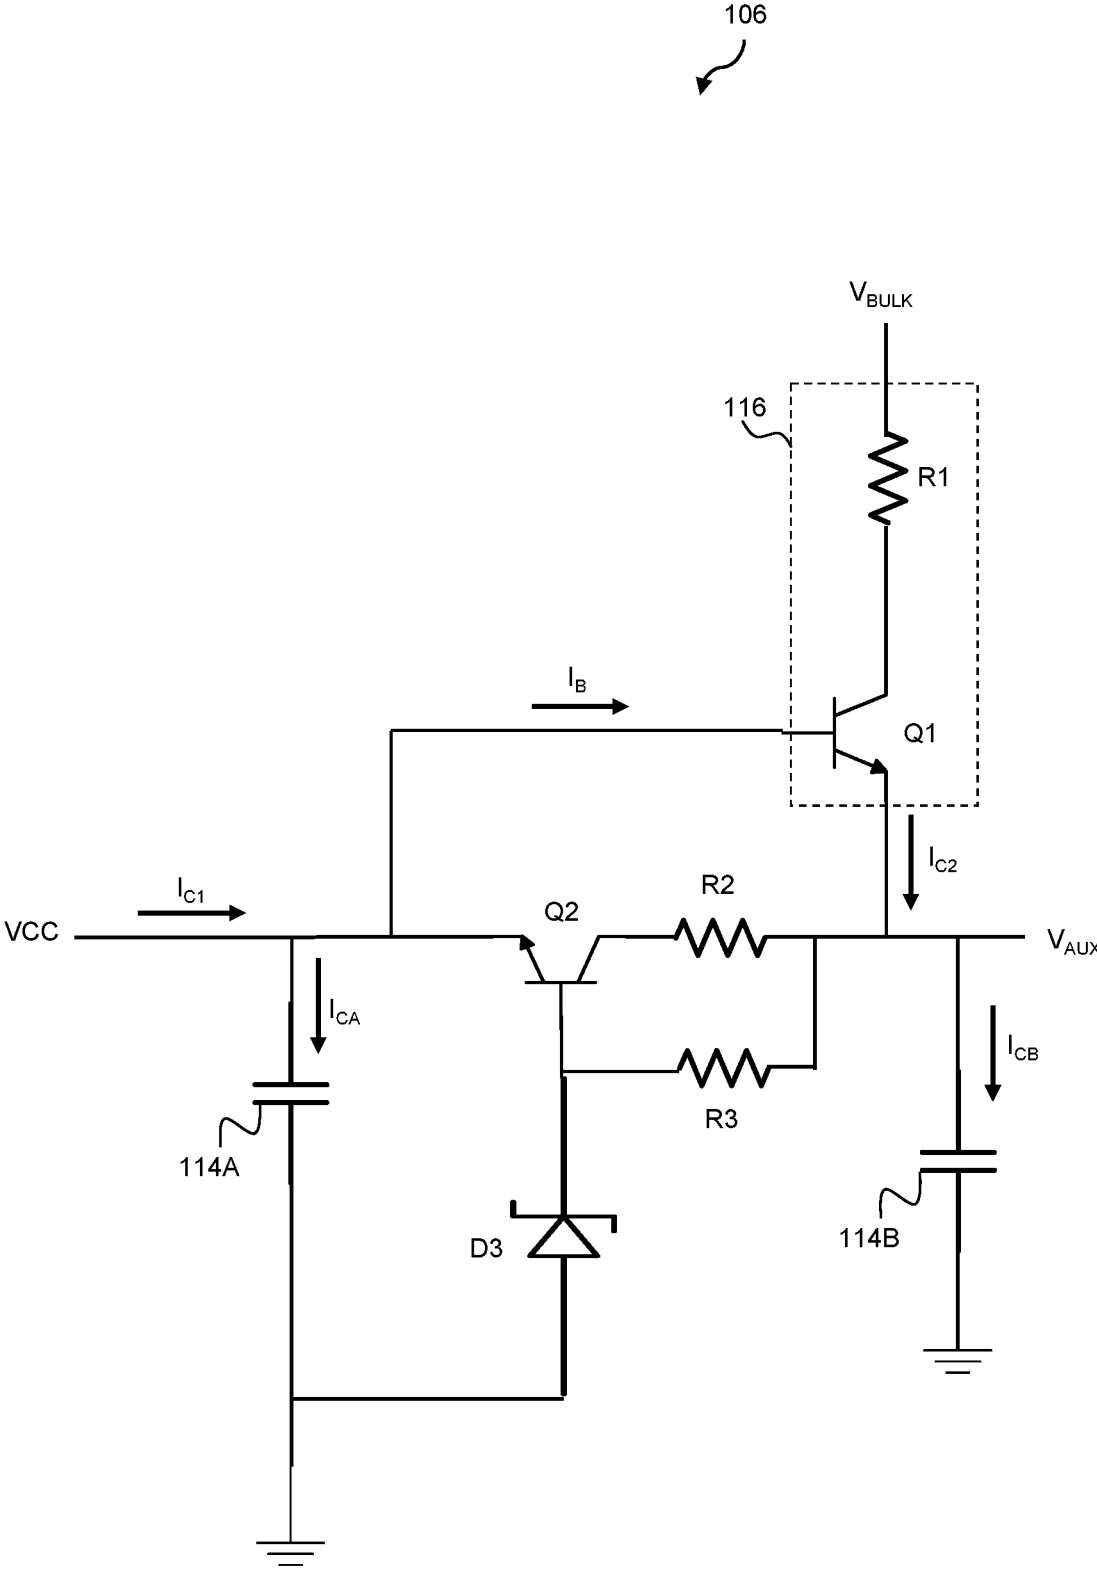 106
VBULK
116
R1
IB
Q1
IC2
IC1
R2
Q2
VCC
VAUX
ICA
ICB
R3
114A
114B
D3